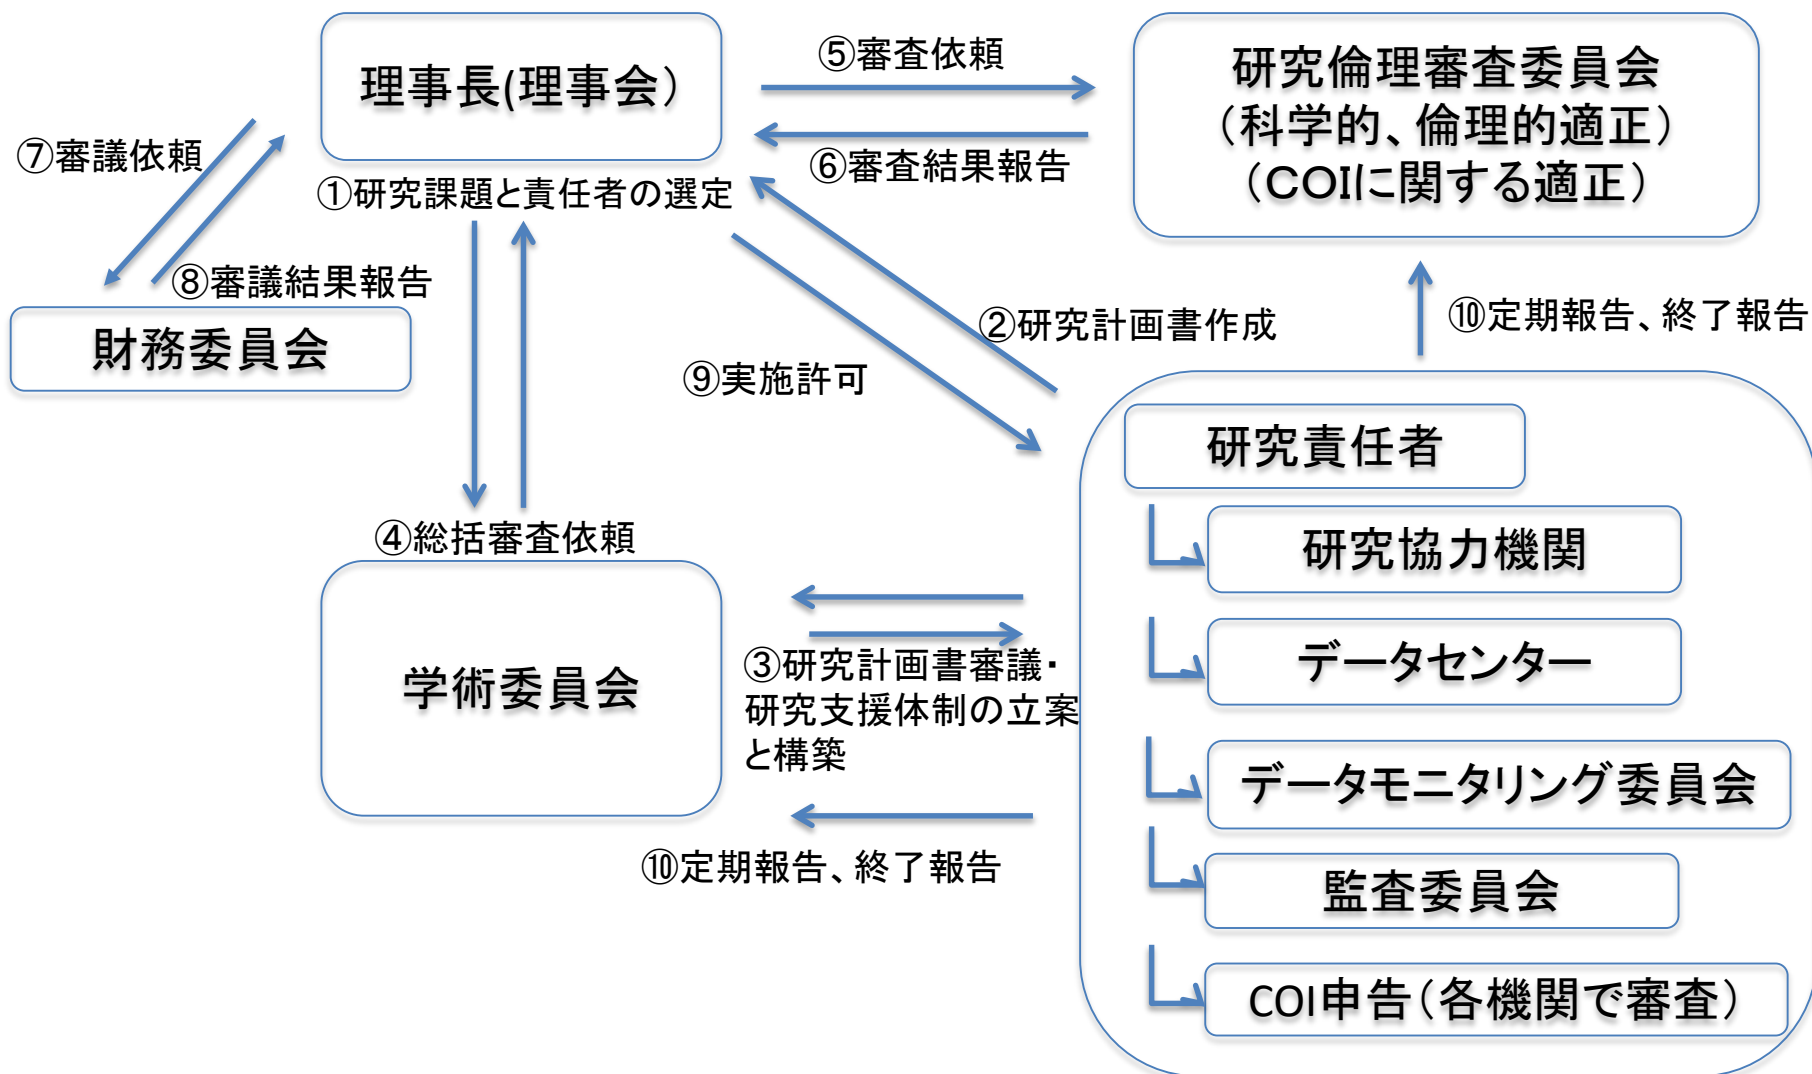 理事長(理事会）
⑤審査依頼
研究倫理審査委員会
（科学的、倫理的適正）
（ＣＯＩに関する適正）
⑦審議依頼
⑥審査結果報告
①研究課題と責任者の選定
⑧審議結果報告
財務委員会
②研究計画書作成
⑩定期報告、終了報告
⑨実施許可
研究責任者
④総括審査依頼
研究協力機関
学術委員会
③研究計画書審議・
研究支援体制の立案
と構築
データセンター
データモニタリング委員会
⑩定期報告、終了報告
監査委員会
COI申告（各機関で審査）